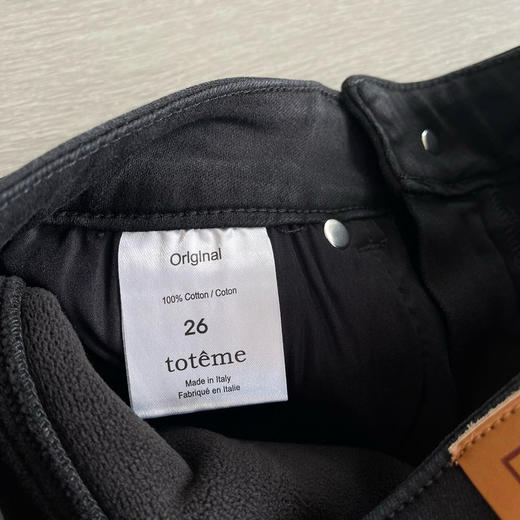 Original
100% Cotton / Coton
26
totême
Made in Italy
Fabriqué en Italie